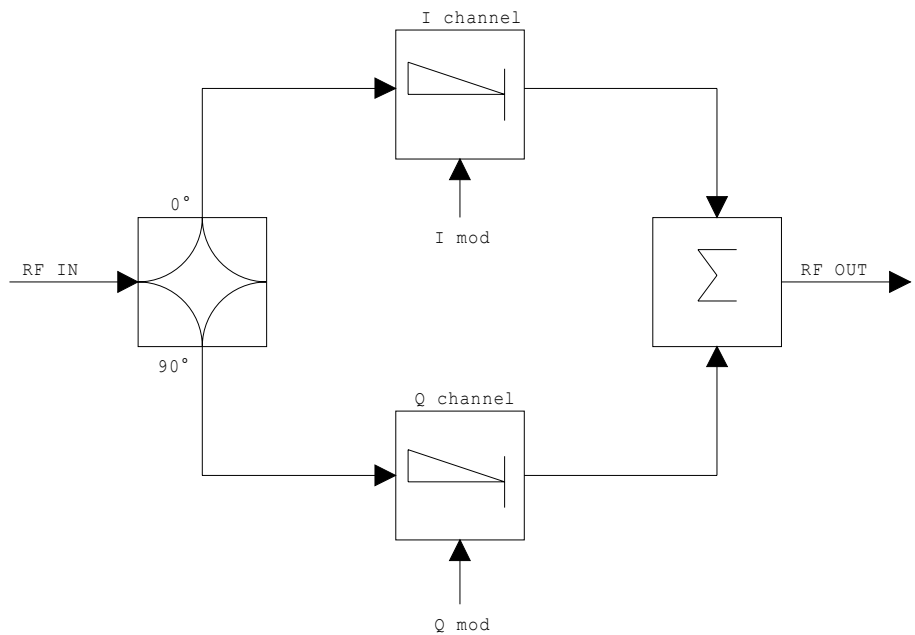 I channel
0°
I mod
RF IN
Σ
RF OUT
90°
Q channel
Q mod